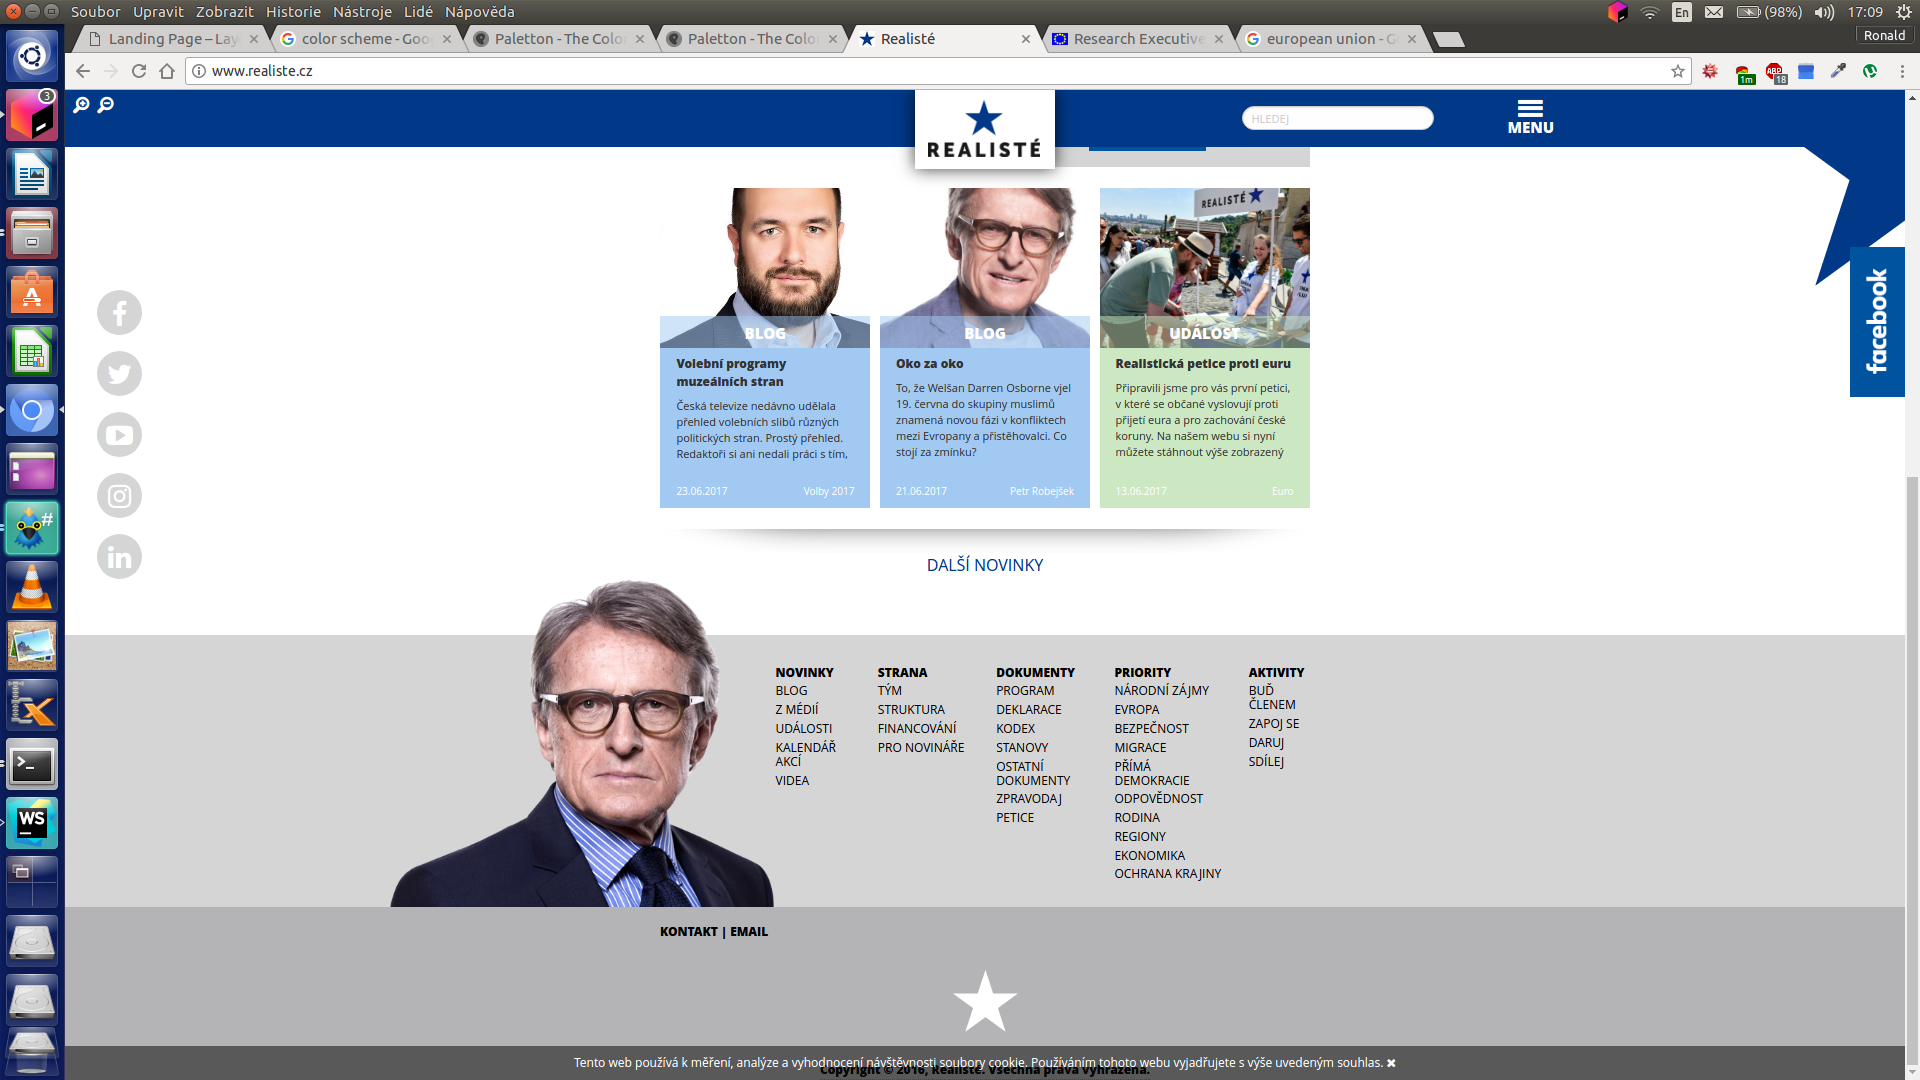 Soubor Upravit Zobrazit Historie Nástroje Lidé Nápověda
En (98%) 17:09
Landing Page – Lay
color scheme - Goo
Paletton - The Colo
Paletton - The Colo
Realisté
Research Executive
european union - G
Ronald
www.realiste.cz
1m
18
3
HLEDEJ
MENU
REALISTÉ
REALISTÉ
facebook
BLOG
Volební programy
muzeálních stran
Česká televize nedávno udělala
přehled volebních slibů různých
politických stran. Prostý přehled.
Redaktoři si ani nedali práci s tím,
23.06.2017 Volby 2017
BLOG
Oko za oko
To, že Welšan Darren Osborne vjel
19. června do skupiny muslimů
znamená novou fázi v konfliktech
mezi Evropany a přistěhovalci. Co
stojí za zmínku?
21.06.2017 Petr Robejšek
UDÁLOST
Realistická petice proti euru
Připravili jsme pro vás první petici,
v které se občané vyslovují proti
přijetí eura a pro zachování české
koruny. Na našem webu si nyní
můžete stáhnout výše zobrazený
13.06.2017 Euro
DALŠÍ NOVINKY
NOVINKY
BLOG
Z MÉDIÍ
UDÁLOSTI
KALENDÁŘ
AKCÍ
VIDEA
STRANA
TÝM
STRUKTURA
FINANCOVÁNÍ
PRO NOVINÁŘE
DOKUMENTY
PROGRAM
DEKLARACE
KODEX
STANOVY
OSTATNÍ
DOKUMENTY
ZPRAVODAJ
PETICE
PRIORITY
NÁRODNÍ ZÁJMY
EVROPA
BEZPEČNOST
MIGRACE
PŘÍMÁ
DEMOKRACIE
ODPOVĚDNOST
RODINA
REGIONY
EKONOMIKA
OCHRANA KRAJINY
AKTIVITY
BUĎ
ČLENEM
ZAPOJ SE
DARUJ
SDÍLEJ
KONTAKT | EMAIL
Tento web používá k měření, analýze a vyhodnocení návštěvnosti soubory cookie. Používáním tohoto webu vyjadřujete s výše uvedeným souhlas.
Copyright © 2016, Realisté. Všechna práva vyhrazena.
WS